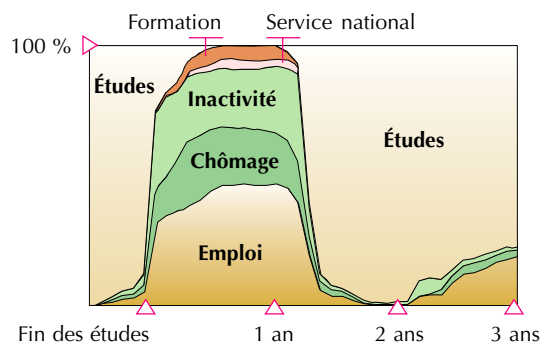 Formation Service national
100 %
Études
Inactivité
Études
Chômage
Emploi
Fin des études 1 an 2 ans 3 ans